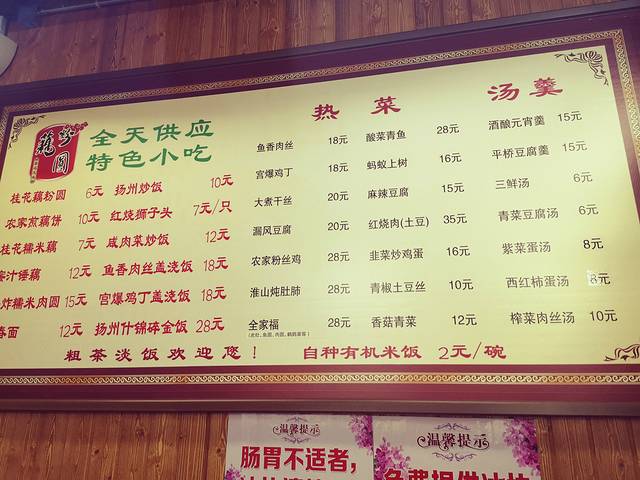 藕芬園
全天供应
特色小吃
桂花藕粉圆 6元
农家煎藕饼 10元
桂花糯米藕 7元
蜜汁锤藕 12元
炸糯米肉圆 15元
春面 12元
扬州炒饭 10元
红烧狮子头 7元/只
咸肉菜炒饭 12元
鱼香肉丝盖浇饭 18元
宫爆鸡丁盖浇饭 18元
扬州什锦碎金饭 28元
热菜
鱼香肉丝 18元
宫爆鸡丁 18元
大煮干丝 20元
漏风豆腐 20元
农家粉丝鸡 28元
淮山炖肚肺 28元
全家福 28元
酸菜青鱼 28元
蚂蚁上树 16元
麻辣豆腐 15元
红烧肉(土豆) 35元
韭菜炒鸡蛋 16元
青椒土豆丝 10元
香菇青菜 12元
汤羹
酒酿元宵羹 15元
平桥豆腐羹 15元
三鲜汤 6元
青菜豆腐汤 6元
紫菜蛋汤 8元
西红柿蛋汤 8元
榨菜肉丝汤 10元
粗茶淡饭欢迎您！ 自种有机米饭 2元/碗
温馨提示
肠胃不适者，
温馨提示
免费提供冰块